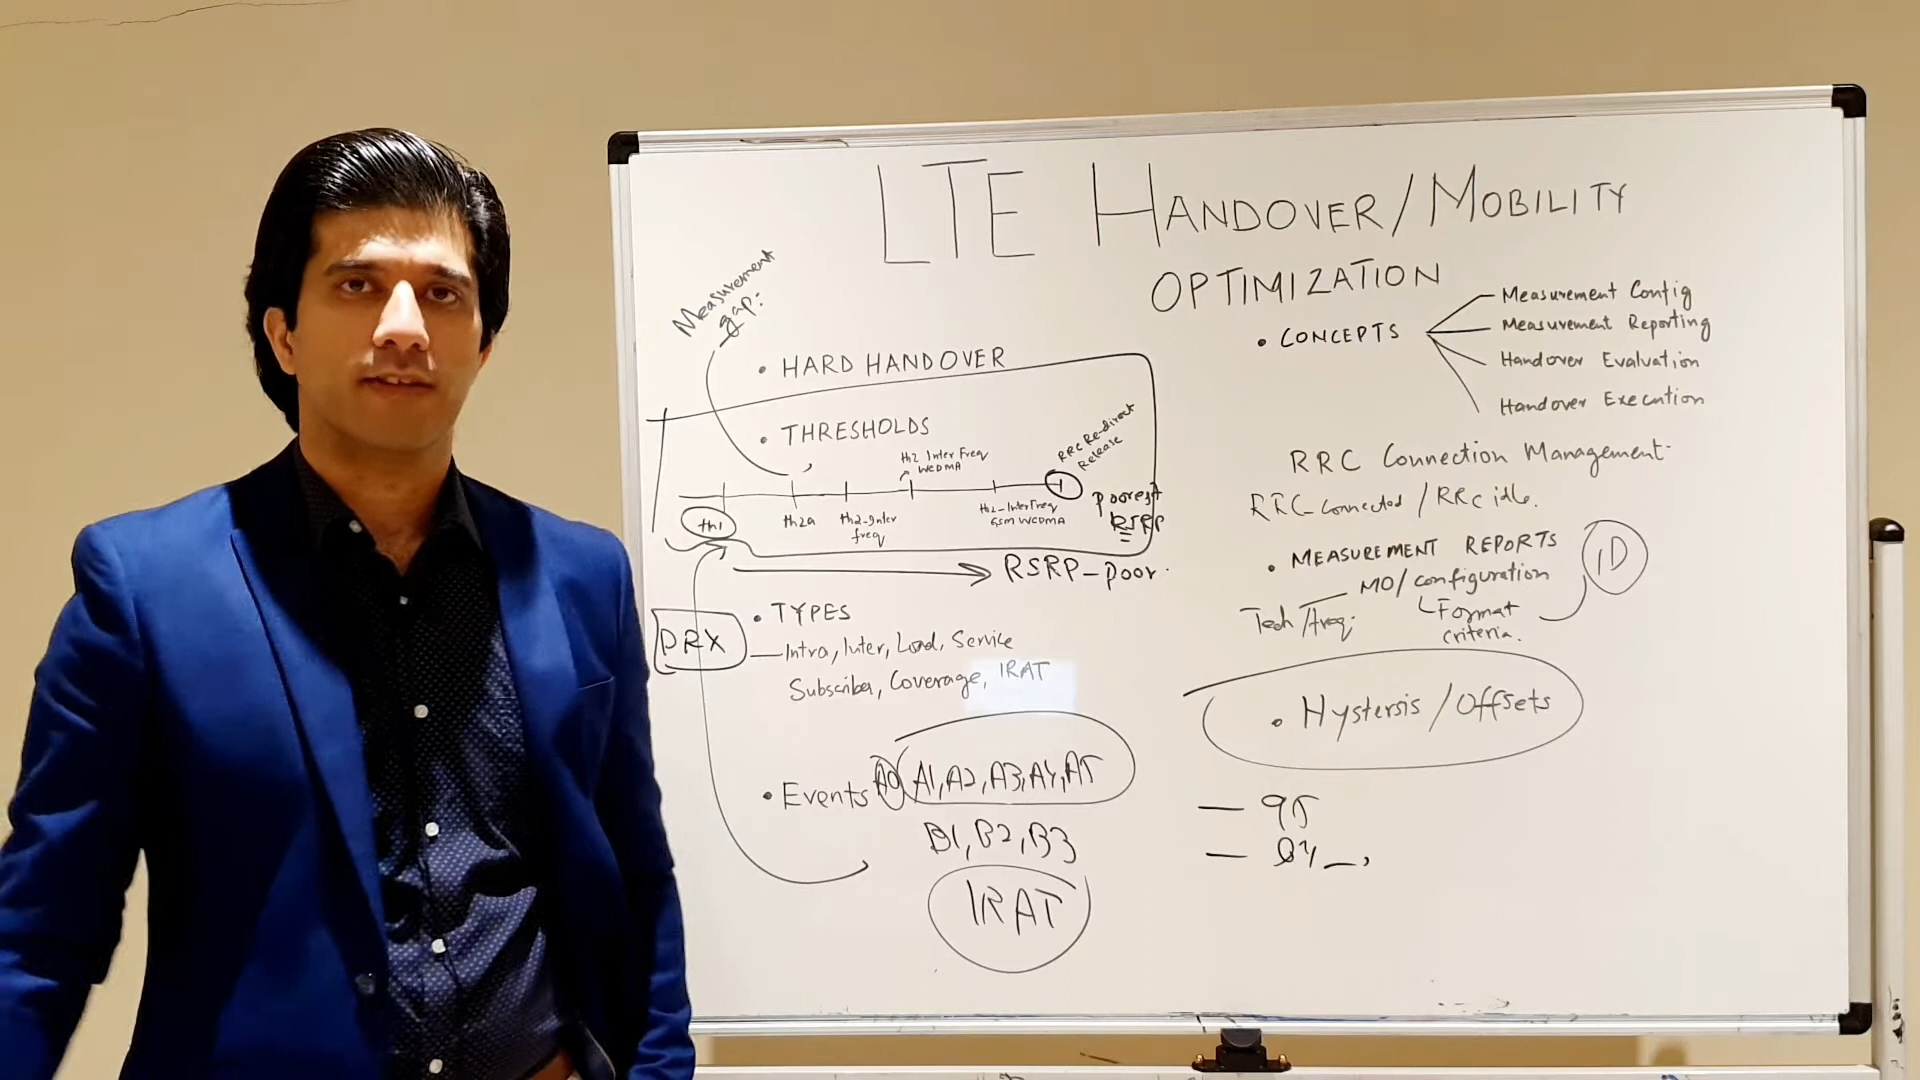 LTE HANDOVER/MOBILITY
OPTIMIZATION
Measurement
gap:
• HARD HANDOVER
• THRESHOLDS
th1
th2a
th2-Inter
freq
th2 Inter Freq
WCDMA
th2-InterFreq
GSM WCDMA
RRC Re-direct
Release
Poorest
RSRP
RSRP-poor.
DRX
• TYPES
Intra, Inter, Load, Service
Subscriber, Coverage, IRAT
• Events A0 A1, A2, A3, A4, A5
B1, B2, B3
IRAT
• CONCEPTS
Measurement Config
Measurement Reporting
Handover Evaluation
Handover Execution
RRC Connection Management
RRC-Connected / RRC idle.
• MEASUREMENT REPORTS
MO/configuration
Tech/freq.
Format
criteria.
ID
• Hystersis / Offsets
— 95